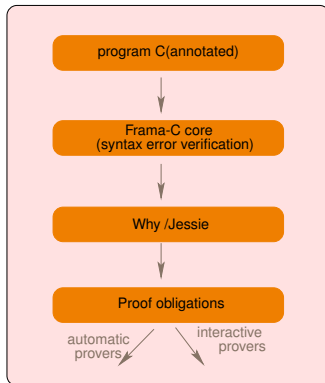 program C(annotated)
Frama-C core
(syntax error verification)
Why /Jessie
Proof obligations
automatic
provers
interactive
provers